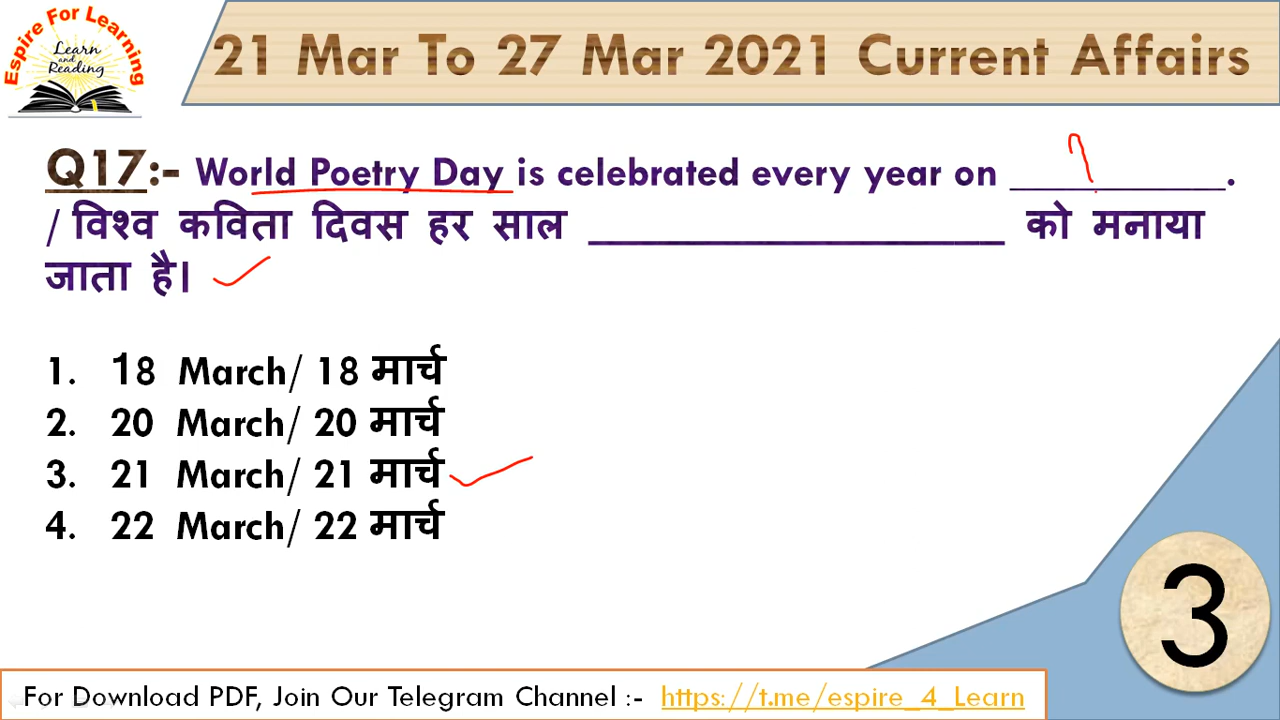 Espire For Learning
Learn
and
Reading
21 Mar To 27 Mar 2021 Current Affairs
Q17:- World Poetry Day is celebrated every year on ____________.
/ विश्व कविता दिवस हर साल __________________ को मनाया
जाता है।
1. 18 March/ 18 मार्च
2. 20 March/ 20 मार्च
3. 21 March/ 21 मार्च
4. 22 March/ 22 मार्च
3
For Download PDF, Join Our Telegram Channel :- https://t.me/espire_4_Learn